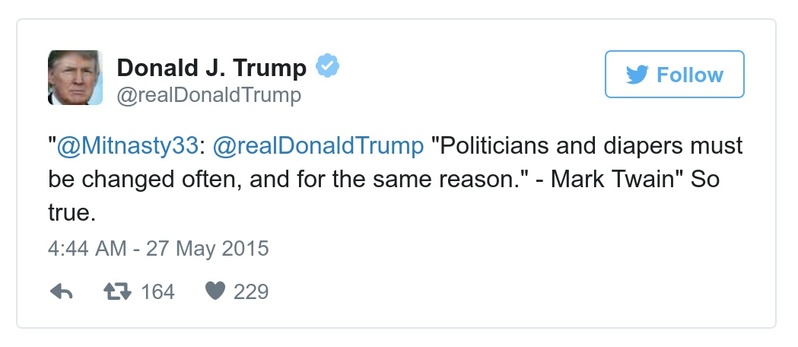 Donald J. Trump
@realDonaldTrump
Follow
"@Mitnasty33: @realDonaldTrump "Politicians and diapers must
be changed often, and for the same reason." - Mark Twain" So
true.
4:44 AM - 27 May 2015
164 229